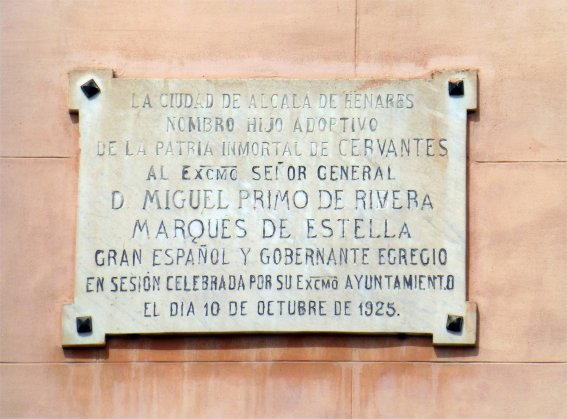 LA CIUDAD DE ALCALA DE HENARES
NOMBRO HIJO ADOPTIVO
DE LA PATRIA INMORTAL DE CERVANTES
AL EXCMO SEÑOR GENERAL
D. MIGUEL PRIMO DE RIVERA
MARQUES DE ESTELLA
GRAN ESPAÑOL Y GOBERNANTE EGREGIO
EN SESIÓN CELEBRADA POR SU EXCMO AYUNTAMIENTO
EL DIA 10 DE OCTUBRE DE 1925.